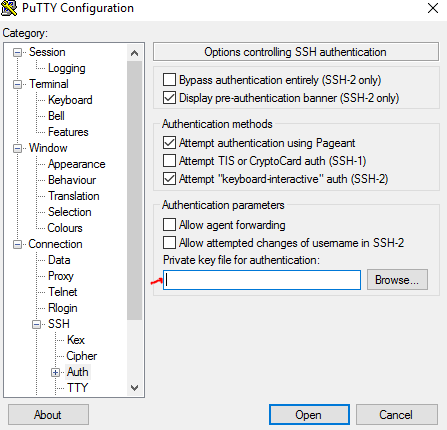 PuTTY Configuration
Category:
Session
Logging
Terminal
Keyboard
Bell
Features
Window
Appearance
Behaviour
Translation
Selection
Colours
Connection
Data
Proxy
Telnet
Rlogin
SSH
Kex
Cipher
Auth
TTY
Options controlling SSH authentication
Bypass authentication entirely (SSH-2 only)
Display pre-authentication banner (SSH-2 only)
Authentication methods
Attempt authentication using Pageant
Attempt TIS or CryptoCard auth (SSH-1)
Attempt "keyboard-interactive" auth (SSH-2)
Authentication parameters
Allow agent forwarding
Allow attempted changes of username in SSH-2
Private key file for authentication:
Browse...
About
Open
Cancel